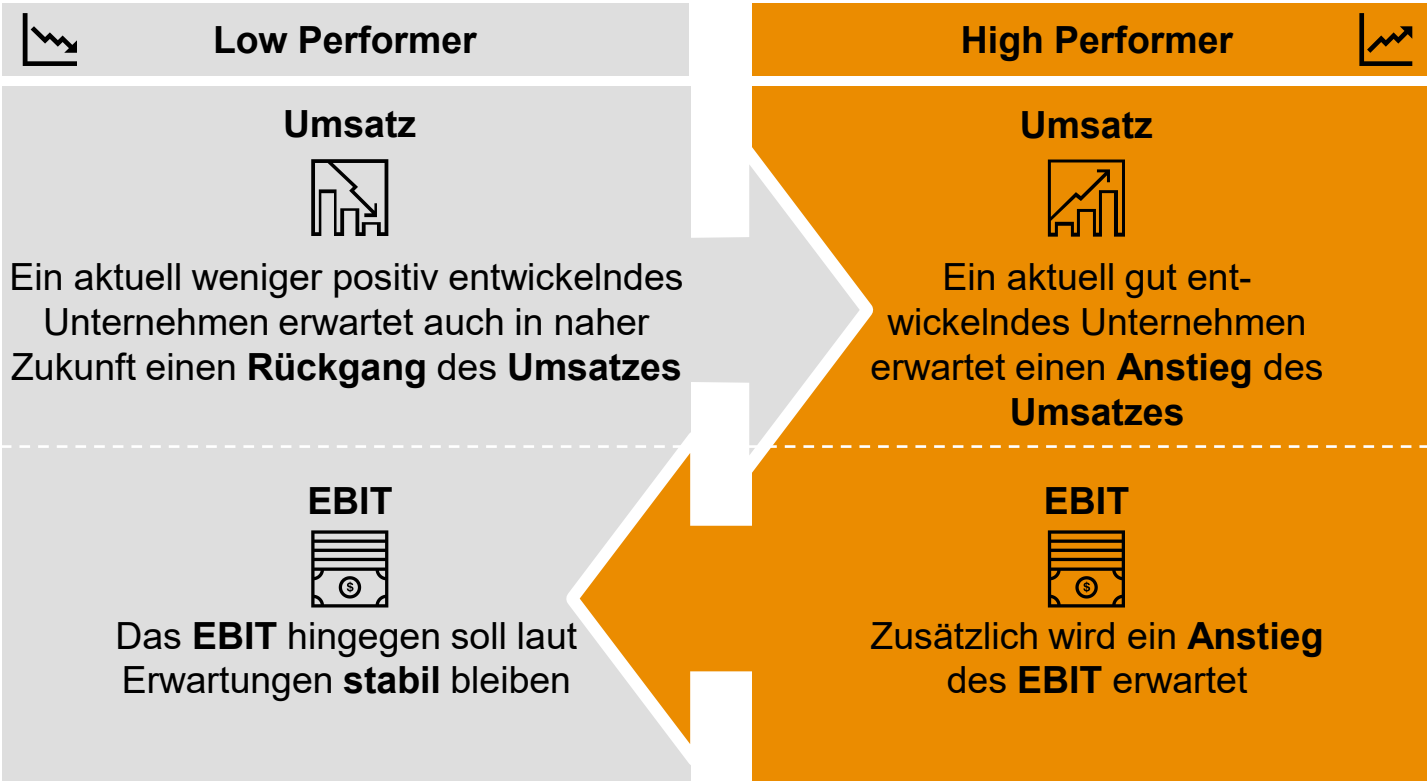 Low Performer
Umsatz
Ein aktuell weniger positiv entwickelndes
Unternehmen erwartet auch in naher
Zukunft einen Rückgang des Umsatzes
EBIT
$
Das EBIT hingegen soll laut
Erwartungen stabil bleiben
High Performer
Umsatz
Ein aktuell gut ent-
wickelndes Unternehmen
erwartet einen Anstieg des
Umsatzes
EBIT
$
Zusätzlich wird ein Anstieg
des EBIT erwartet